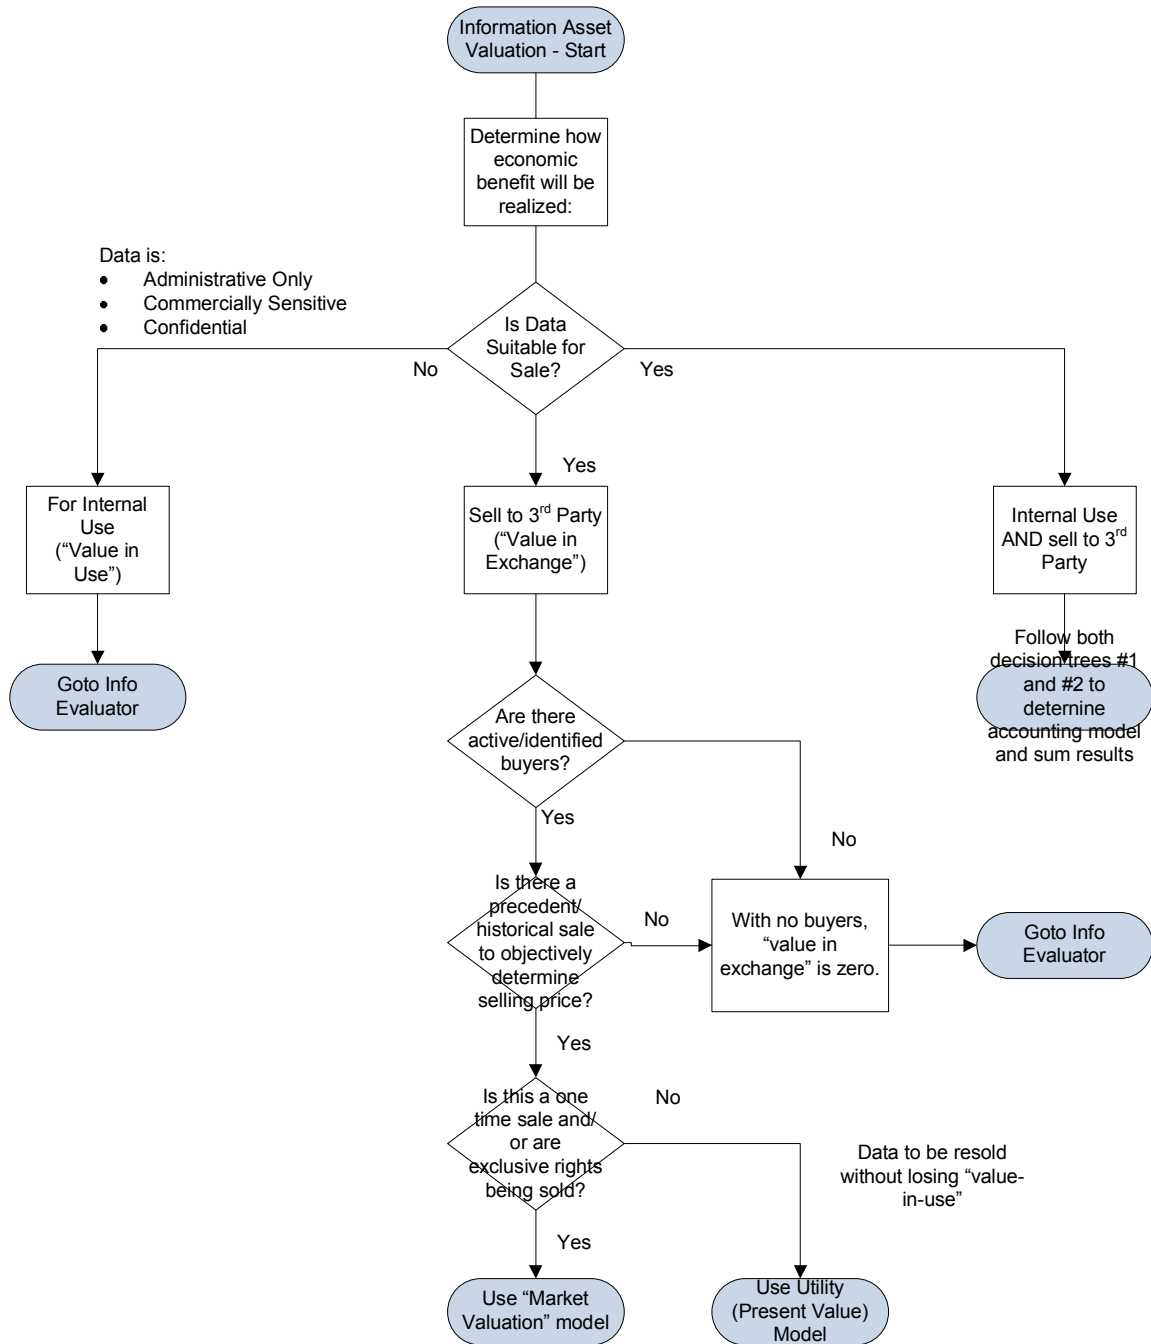 Information Asset
Valuation - Start
Determine how
economic
benefit will be
realized:
Data is:
• Administrative Only
• Commercially Sensitive
• Confidential
Is Data
Suitable for
Sale?
No
Yes
Yes
For Internal
Use
(“Value in
Use”)
Sell to 3rd Party
(“Value in
Exchange”)
Internal Use
AND sell to 3rd
Party
Goto Info
Evaluator
Follow both
decision trees #1
and #2 to
deternine
accounting model
and sum results
Are there
active/identified
buyers?
Yes
No
Is there a
precedent/
historical sale
to objectively
determine
selling price?
No
With no buyers,
“value in
exchange” is zero.
Goto Info
Evaluator
Yes
Is this a one
time sale and/
or are
exclusive rights
being sold?
No
Data to be resold
without losing “value-
in-use”
Yes
Use “Market
Valuation” model
Use Utility
(Present Value)
Model